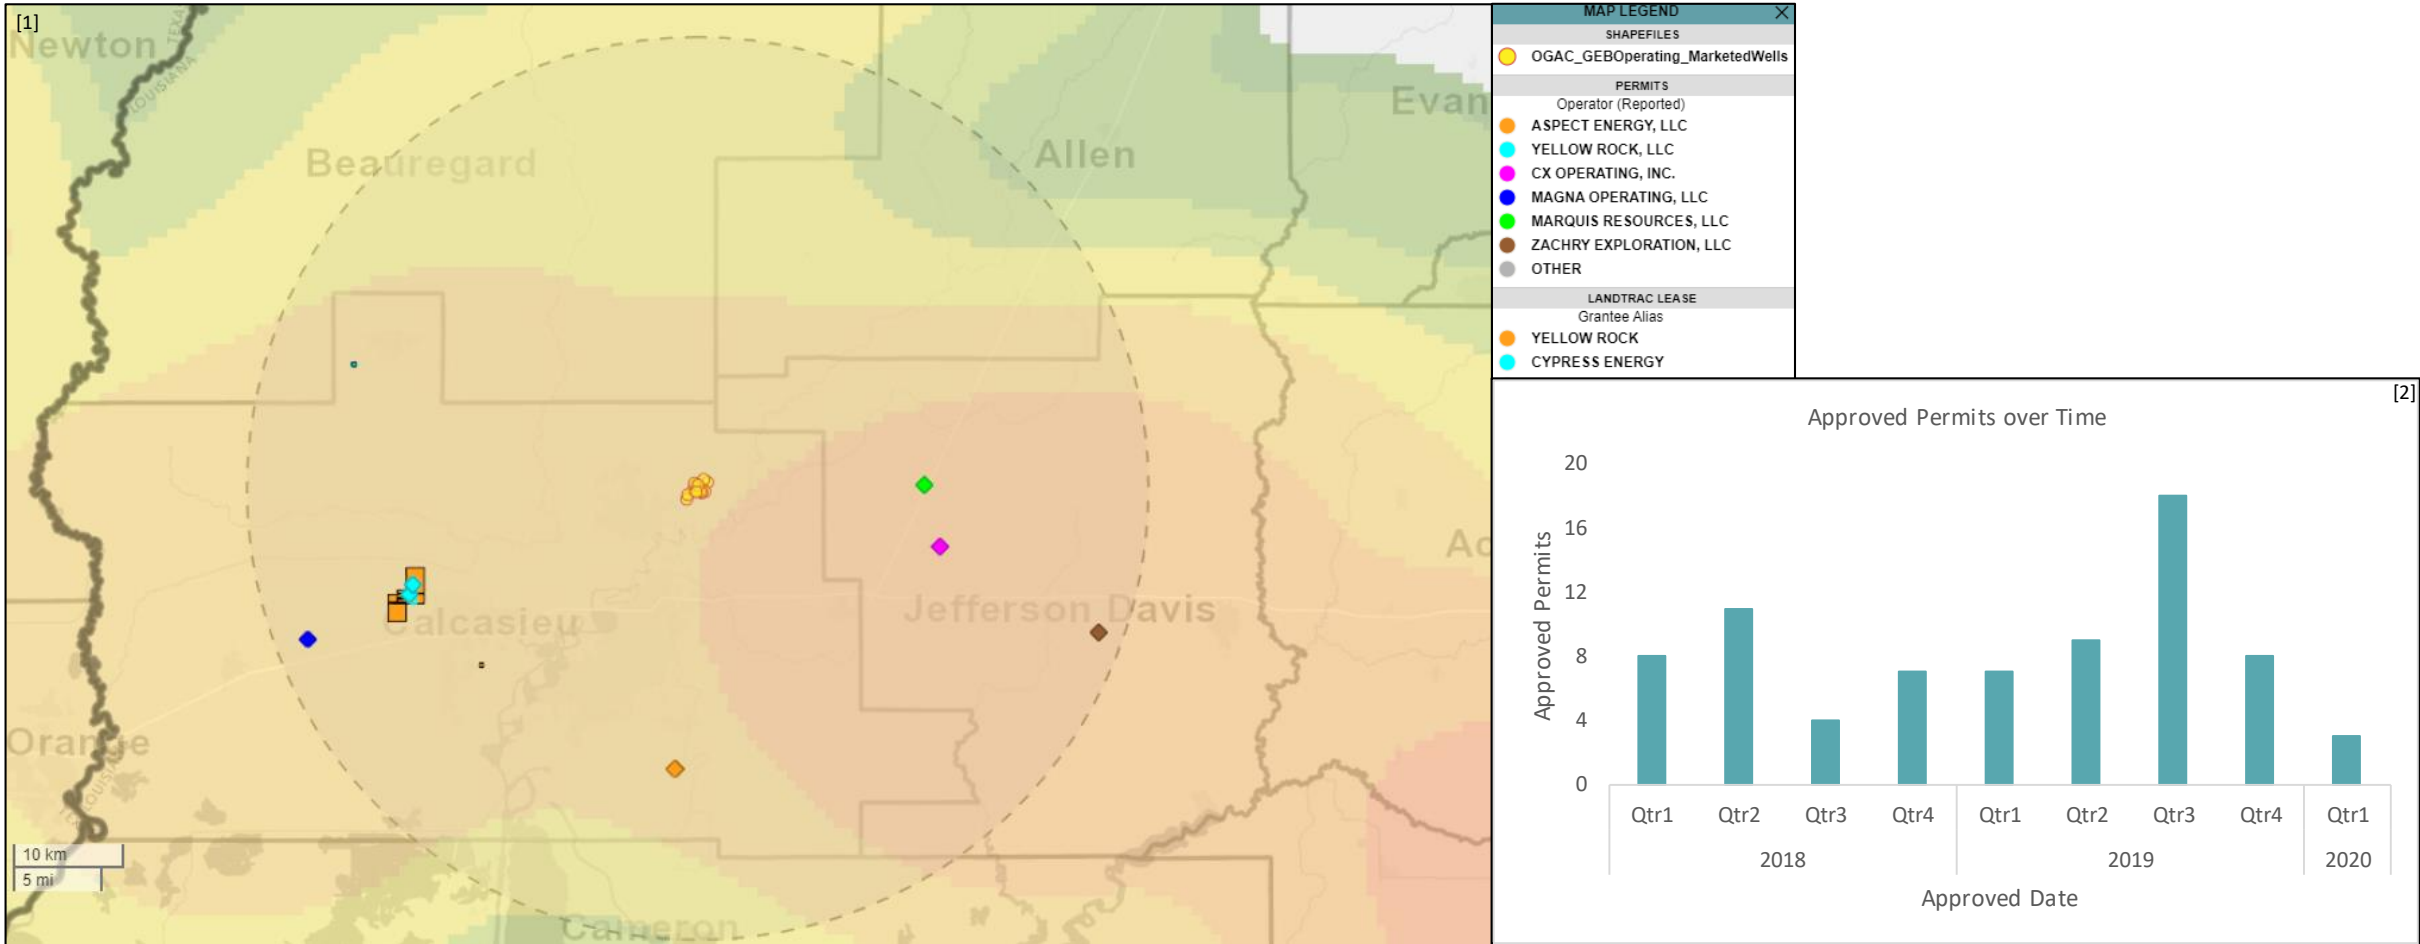 [1]
Newton
TEXA
LOUISIANA
Beauregard
Allen
Evan
Calcasieu
Jefferson Davis
Ac
Orange
LOUISIA
TEX
Cameron
10 km
5 mi
MAP LEGEND
SHAPEFILES
OGAC_GEBOperating_MarketedWells
PERMITS
Operator (Reported)
ASPECT ENERGY, LLC
YELLOW ROCK, LLC
CX OPERATING, INC.
MAGNA OPERATING, LLC
MARQUIS RESOURCES, LLC
ZACHRY EXPLORATION, LLC
OTHER
LANDTRAC LEASE
Grantee Alias
YELLOW ROCK
CYPRESS ENERGY
[2]
Approved Permits over Time
Approved Permits
20
16
12
8
4
0
Qtr1 Qtr2 Qtr3 Qtr4 Qtr1 Qtr2 Qtr3 Qtr4 Qtr1
2018 2019 2020
Approved Date